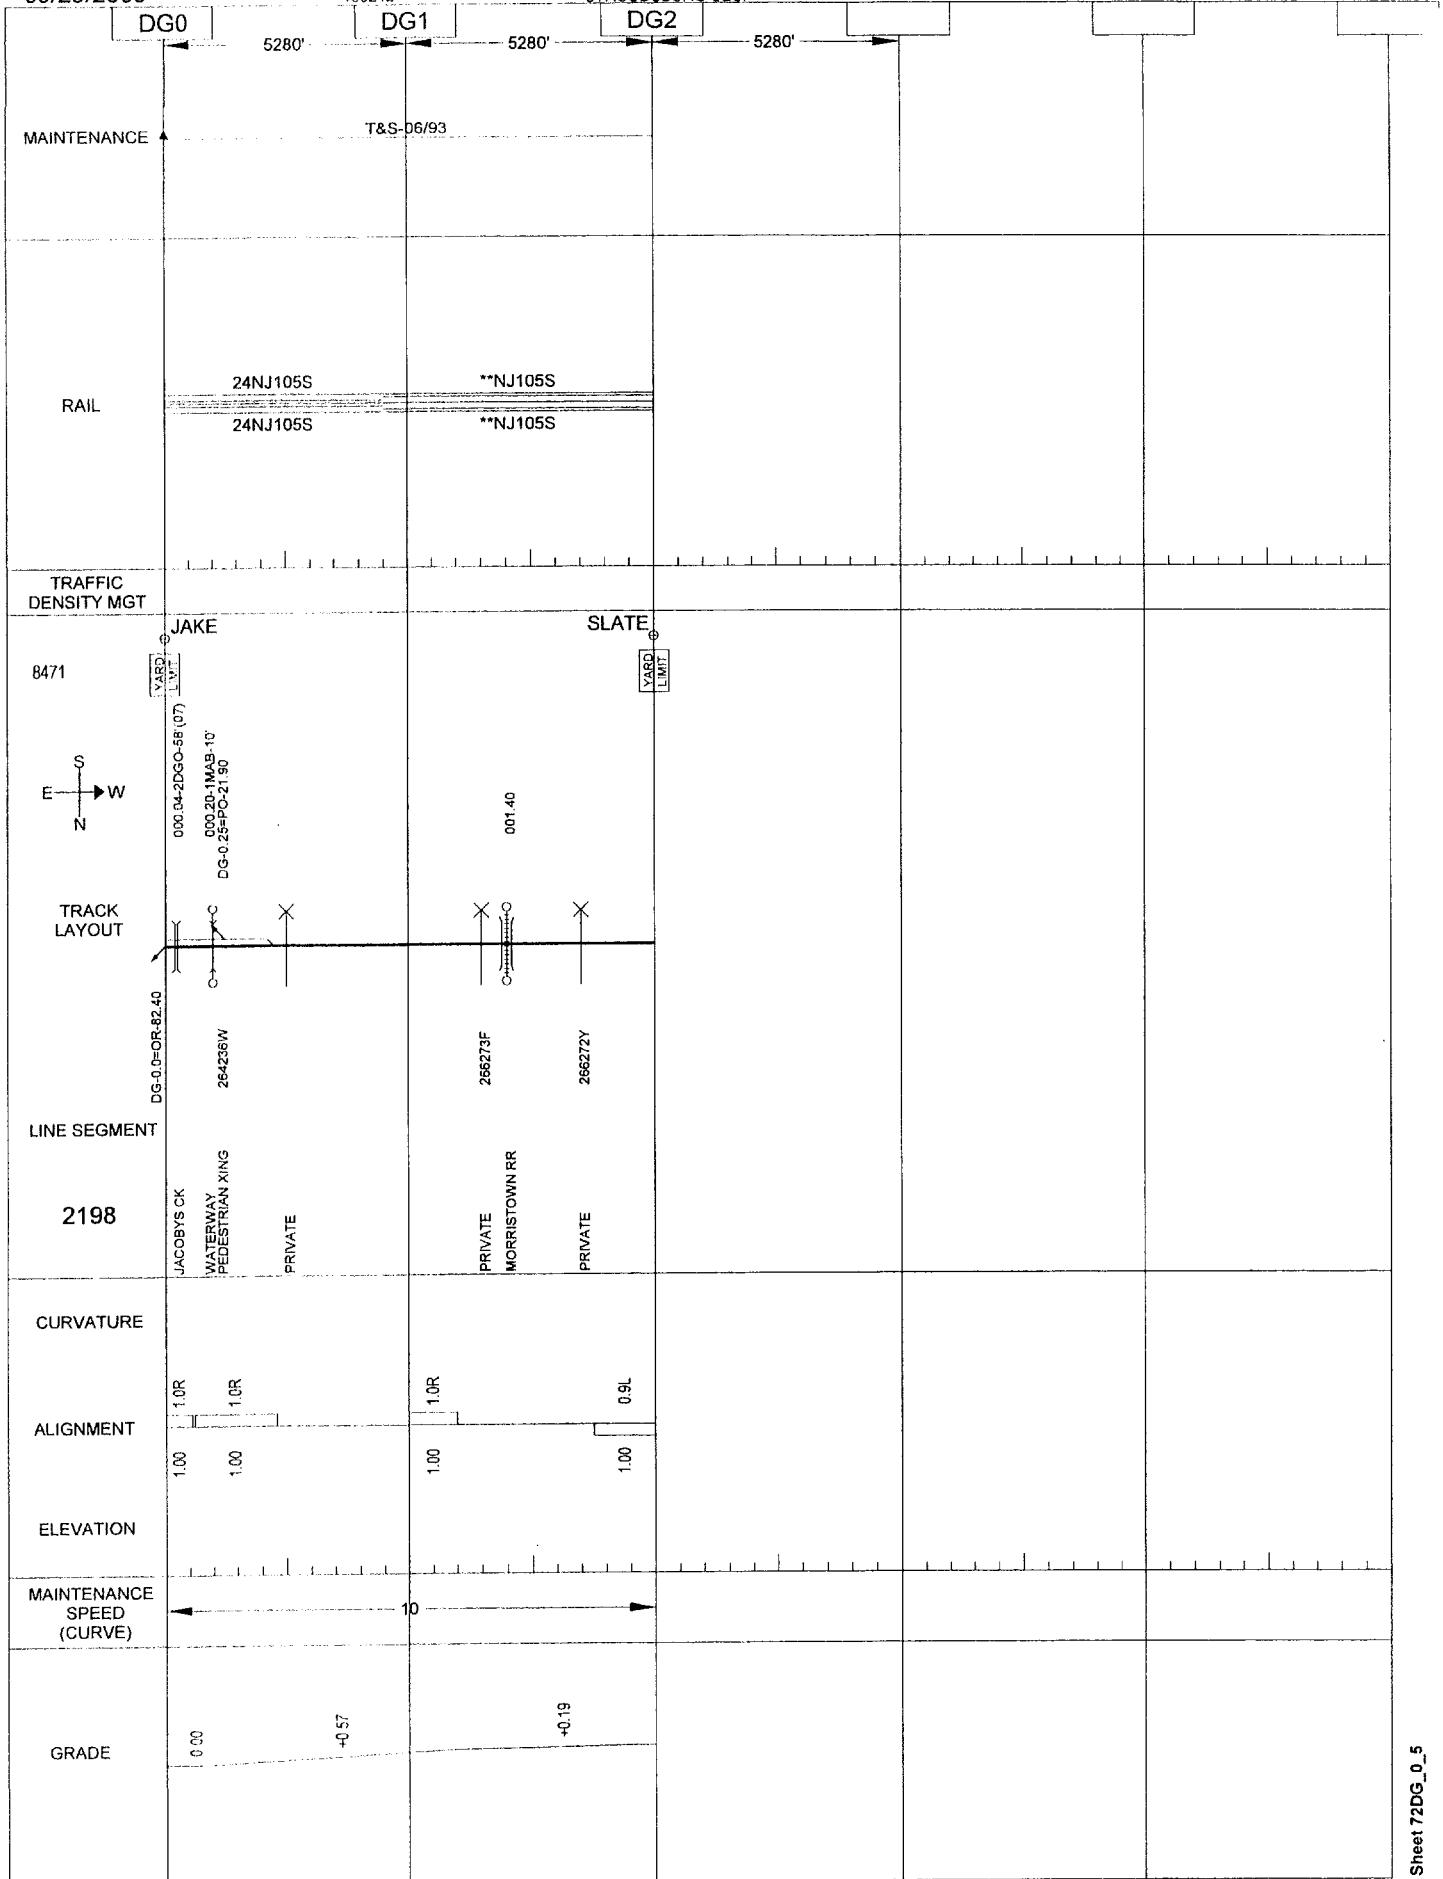 DG0
DG1
DG2
5280'
5280'
5280'
MAINTENANCE
T&S-06/93
RAIL
24NJ105S
**NJ105S
24NJ105S
**NJ105S
TRAFFIC
DENSITY MGT
JAKE
SLATE
8471
YARD
LIMIT
YARD
LIMIT
S
E
W
N
000.04-2DGO-58'(07)
000.20-1MAB-10'
DG-0.25=PO-21.90
001.40
TRACK
LAYOUT
DG-0.0=OR-82.40
264236W
266273F
266272Y
LINE SEGMENT
2198
JACOBYS CK
WATERWAY
PEDESTRIAN XING
PRIVATE
PRIVATE
MORRISTOWN RR
PRIVATE
CURVATURE
1.0R
1.0R
1.0R
0.9L
ALIGNMENT
1.00
1.00
1.00
1.00
ELEVATION
MAINTENANCE
SPEED
(CURVE)
10
GRADE
0.00
+0.57
+0.19
Sheet 72DG_0_5